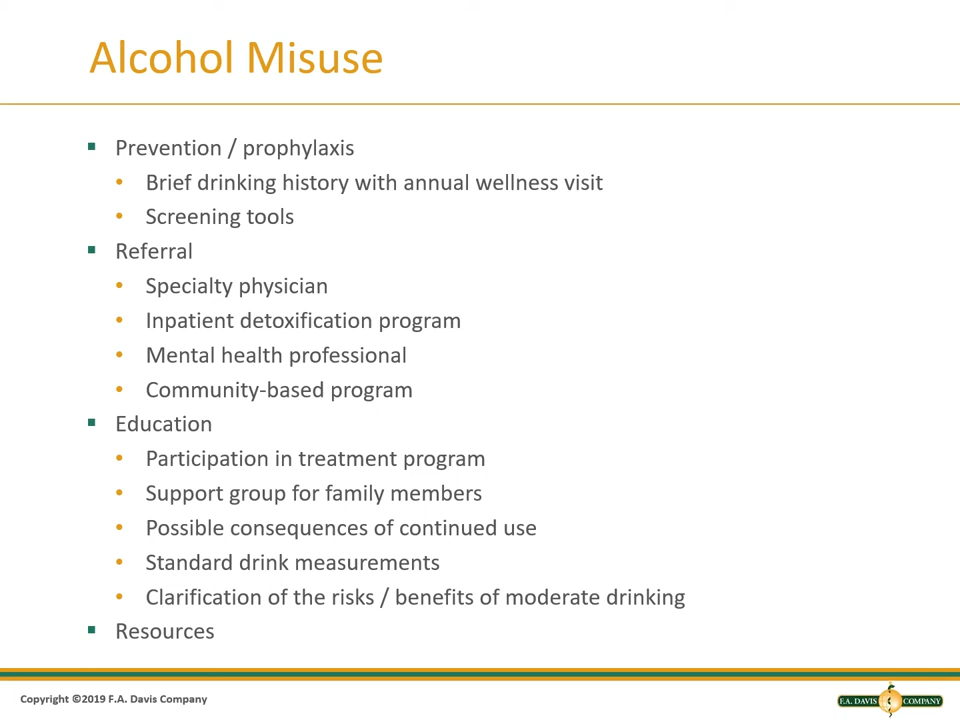 Alcohol Misuse
Prevention / prophylaxis
Brief drinking history with annual wellness visit
Screening tools
Referral
Specialty physician
Inpatient detoxification program
Mental health professional
Community-based program
Education
Participation in treatment program
Support group for family members
Possible consequences of continued use
Standard drink measurements
Clarification of the risks / benefits of moderate drinking
Resources
Copyright ©2019 F.A. Davis Company
F.A. DAVIS COMPANY